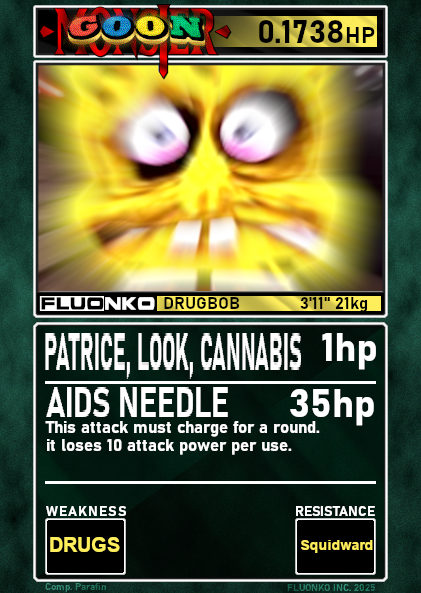 MONSTER
GOON
0.1738HP
FLUONKO DRUGBOB 3'11" 21kg
PATRICE, LOOK, CANNABIS 1hp
AIDS NEEDLE 35hp
This attack must charge for a round.
it loses 10 attack power per use.
WEAKNESS RESISTANCE
DRUGS Squidward
Comp. Parafin FLUONKO INC. 2025